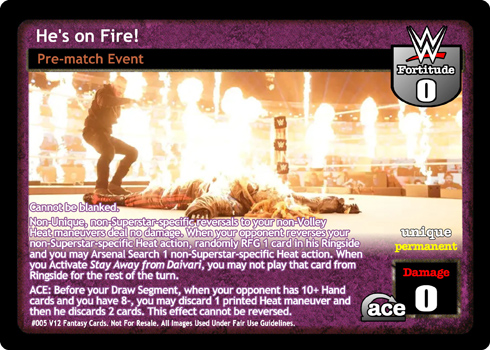 He's on Fire!
Pre-match Event
W
Fortitude
0
Cannot be blanked.
Non-Unique, non-Superstar-specific reversals to your non-Volley
Heat maneuvers deal no damage. When your opponent reverses your
non-Superstar-specific Heat action, randomly RFG 1 card in his Ringside
and you may Arsenal Search 1 non-Superstar-specific Heat action. When
you Activate Stay Away from Daivari, you may not play that card from
Ringside for the rest of the turn.
unique
permanent
ACE: Before your Draw Segment, when your opponent has 10+ Hand
cards and you have 8-, you may discard 1 printed Heat maneuver and
then he discards 2 cards. This effect cannot be reversed.
Damage
ace 0
#005 V12 Fantasy Cards. Not For Resale. All Images Used Under Fair Use Guidelines.